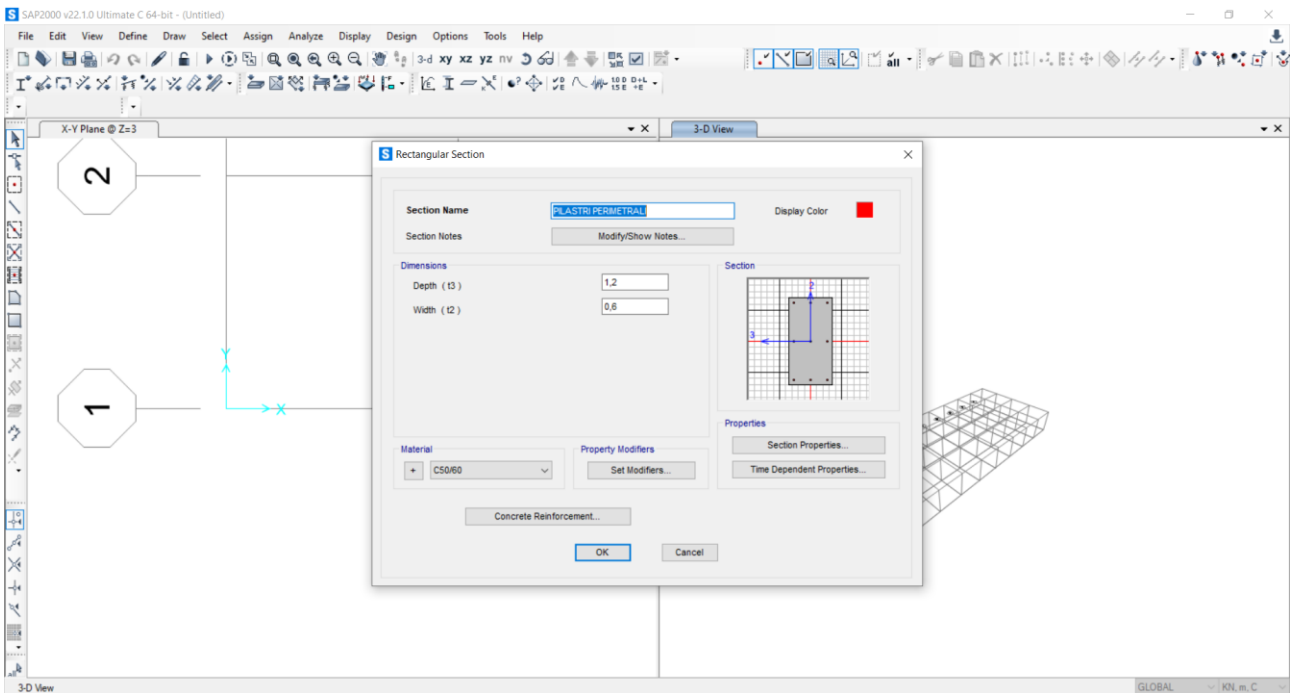 SAP2000 v22.1.0 Ultimate C 64-bit - (Untitled)
File Edit View Define Draw Select Assign Analyze Display Design Options Tools Help
3-d xy xz yz nv
X-Y Plane @ Z=3
3-D View
Rectangular Section
2
Section Name PILASTRI PERIMETRALI Display Color
Section Notes Modify/Show Notes...
Dimensions
Depth ( t3 ) 1,2
Width ( t2 ) 0,6
Section
2
3
Y
X
1
Properties
Section Properties...
Time Dependent Properties...
Material
+ C50/60
Property Modifiers
Set Modifiers...
Concrete Reinforcement...
OK Cancel
3-D View
GLOBAL KN, m, C